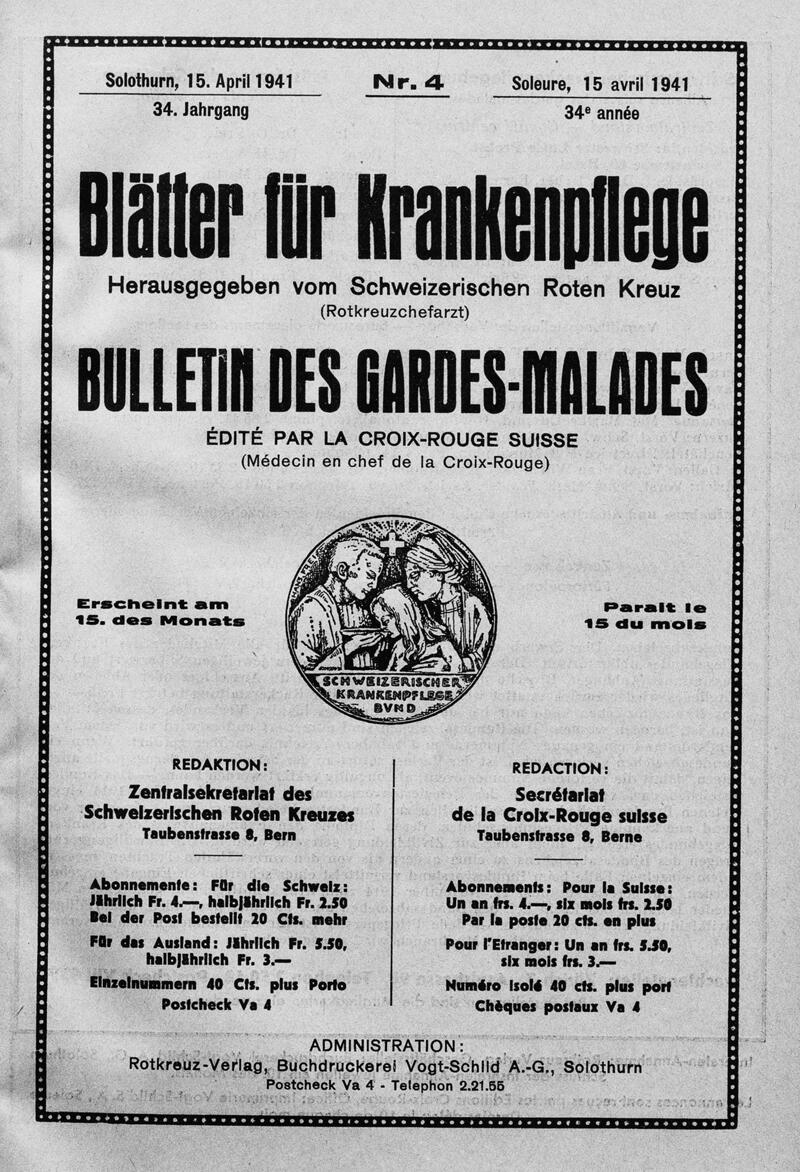 Solothurn, 15. April 1941
34. Jahrgang
Nr. 4
Soleure, 15 avril 1941
34e année
Blätter für Krankenpflege
Herausgegeben vom Schweizerischen Roten Kreuz
(Rotkreuzchefarzt)
BULLETIN DES GARDES-MALADES
ÉDITÉ PAR LA CROIX-ROUGE SUISSE
(Médecin en chef de la Croix-Rouge)
Erscheint am
15. des Monats
SCHWEIZERISCHER
KRANKENPFLEGE
BVND
Paraît le
15 du mois
REDAKTION:
Zentralsekretariat des
Schweizerischen Roten Kreuzes
Taubenstrasse 8, Bern
Abonnemente: Für die Schweiz:
Jährlich Fr. 4.—, halbjährlich Fr. 2.50
Bei der Post bestellt 20 Cts. mehr
Für das Ausland: Jährlich Fr. 5.50,
halbjährlich Fr. 3.—
Einzelnummern 40 Cts. plus Porto
Postcheck Va 4
REDACTION:
Secrétariat
de la Croix-Rouge suisse
Taubenstrasse 8, Berne
Abonnements: Pour la Suisse:
Un an frs. 4.—, six mois frs. 2.50
Par la poste 20 cts. en plus
Pour l'Etranger: Un an frs. 5.50,
six mois frs. 3.—
Numéro isolé 40 cts. plus port
Chèques postaux Va 4
ADMINISTRATION:
Rotkreuz-Verlag, Buchdruckerei Vogt-Schild A.-G., Solothurn
Postcheck Va 4 - Telephon 2.21.55